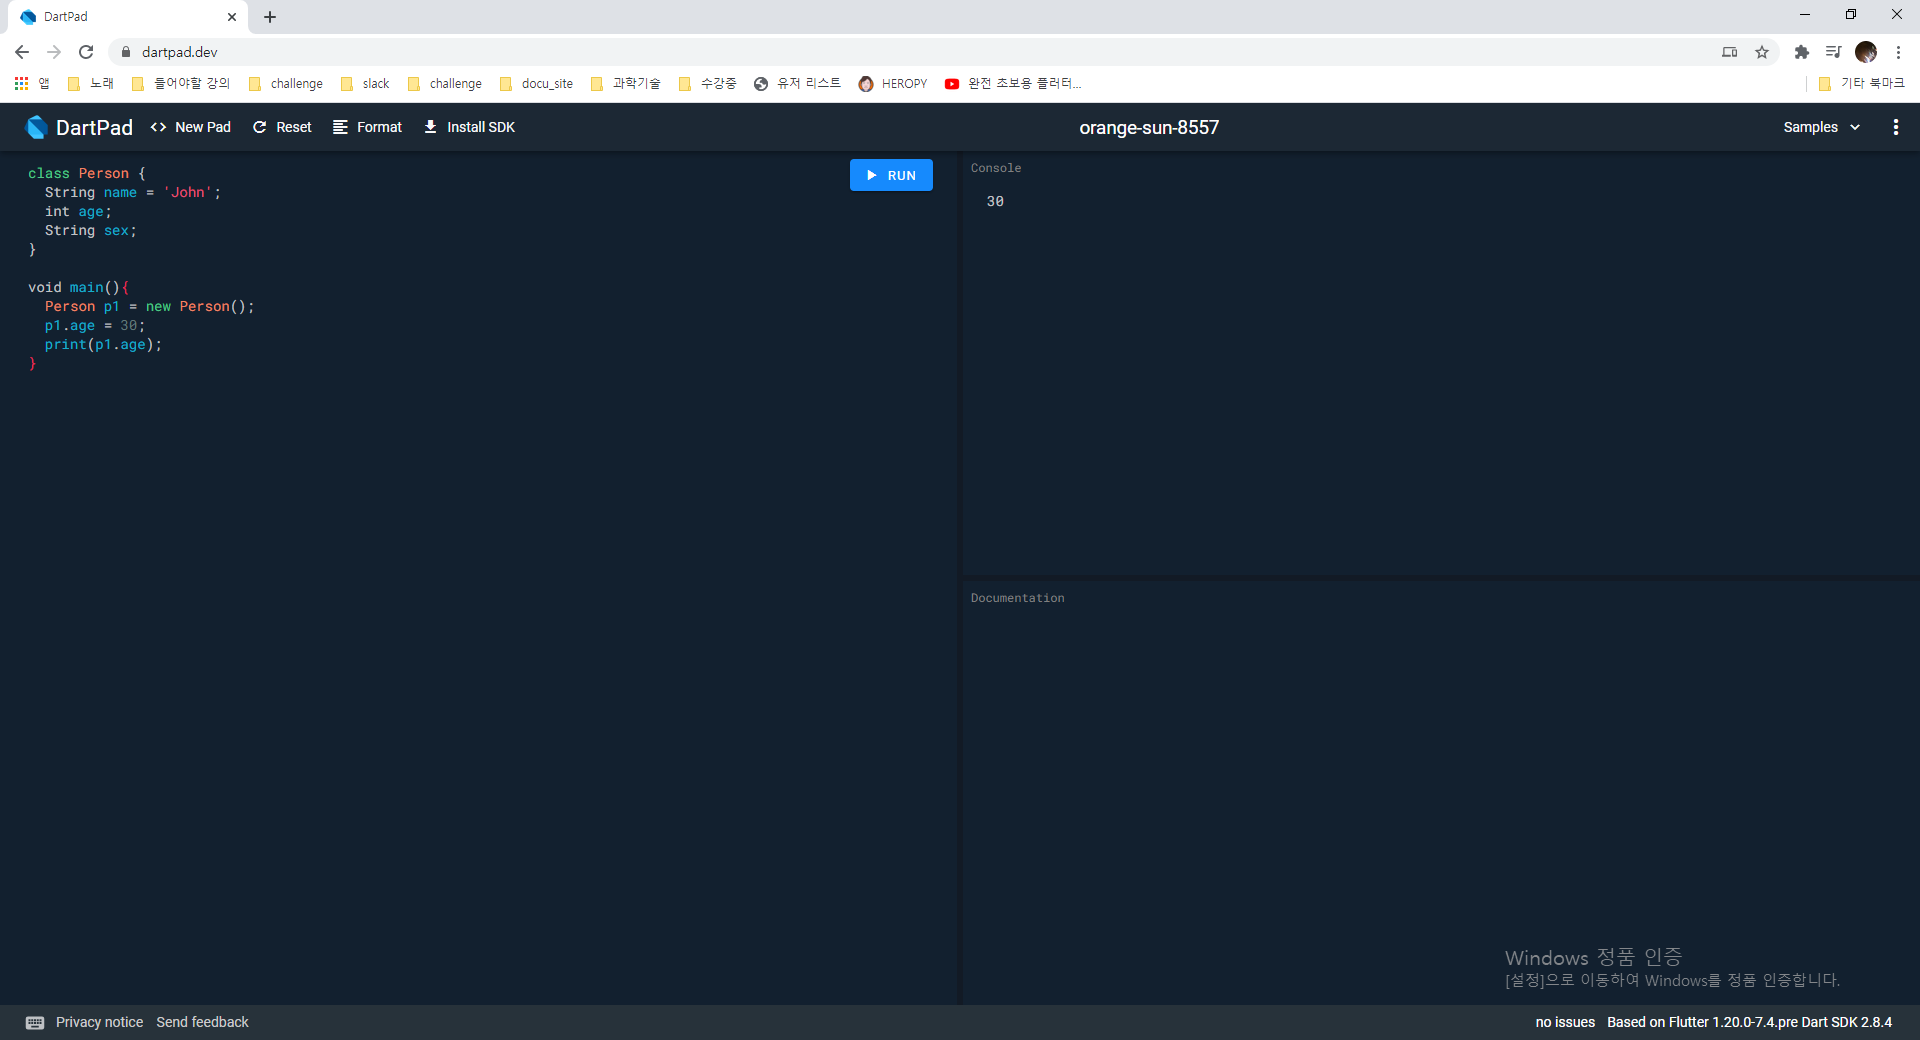 DartPad
dartpad.dev
앱 노래 들어야할 강의 challenge slack challenge docu_site 과학기술 수강중 유저 리스트 HEROPY 완전 초보용 플러터... 기타 북마크
DartPad <> New Pad Reset Format Install SDK orange-sun-8557 Samples
class Person {
  String name = 'John';
  int age;
  String sex;
}
void main(){
  Person p1 = new Person();
  p1.age = 30;
  print(p1.age);
}
RUN
Console
30
Documentation
Windows 정품 인증
[설정]으로 이동하여 Windows를 정품 인증합니다.
Privacy notice Send feedback no issues Based on Flutter 1.20.0-7.4.pre Dart SDK 2.8.4